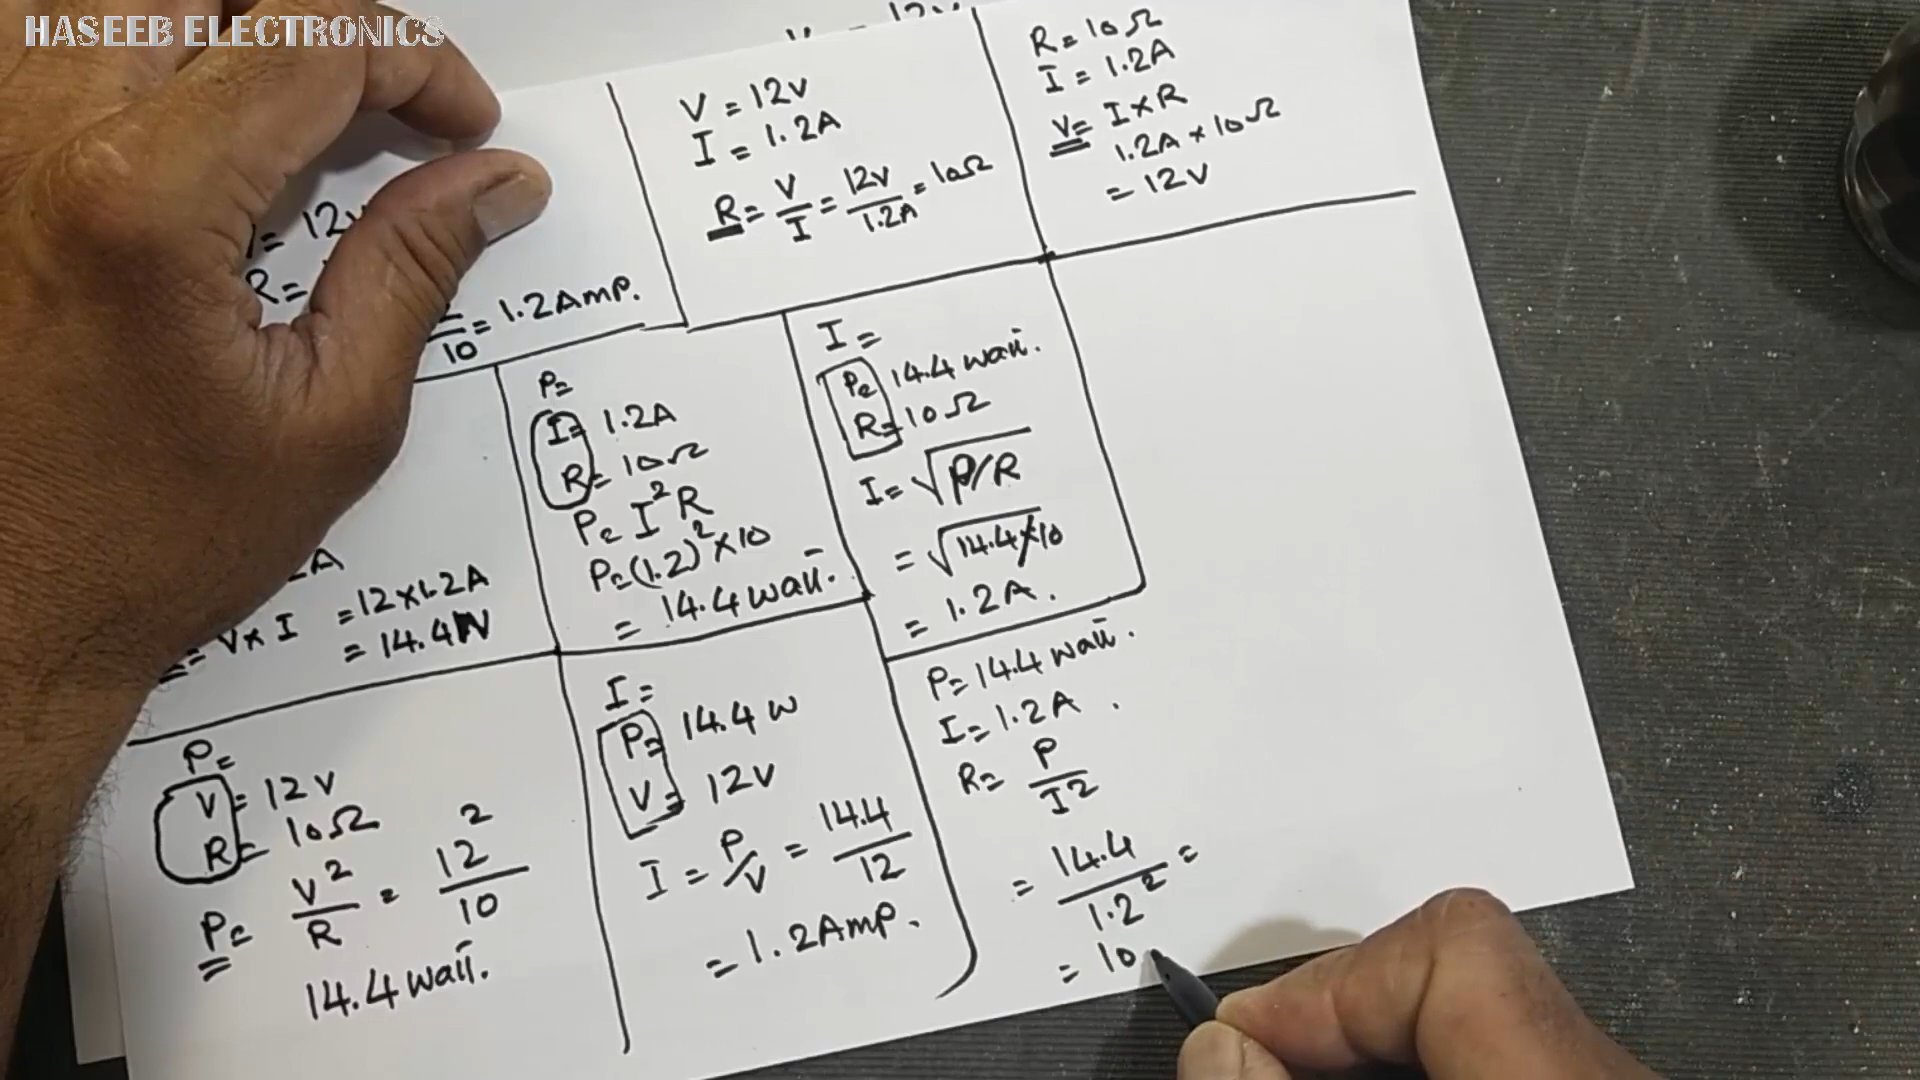 HASEEB ELECTRONICS
12v
= 12v
R=
10 = 1.2Amp.
V = 12v
I = 1.2A
R = V/I = 12v/1.2A = 10Ω
R = 10Ω
I = 1.2A
V = I×R
1.2A × 10Ω
= 12V
2A
= V× I = 12×1.2A
= 14.4W
P=
I = 1.2A
R = 10Ω
P= I²R
P=(1.2)²×10
= 14.4 watt.
I =
P= 14.4 watt.
R= 10Ω
I= √P/R
= √14.4/10
= 1.2A.
P=
V= 12V
R= 10Ω
P= V²/R = 12²/10
14.4 watt.
I=
P= 14.4 W
V= 12V
I = P/V = 14.4/12
= 1.2Amp.
P= 14.4 watt.
I= 1.2A.
R= P/I²
= 14.4/1.2² =
= 10